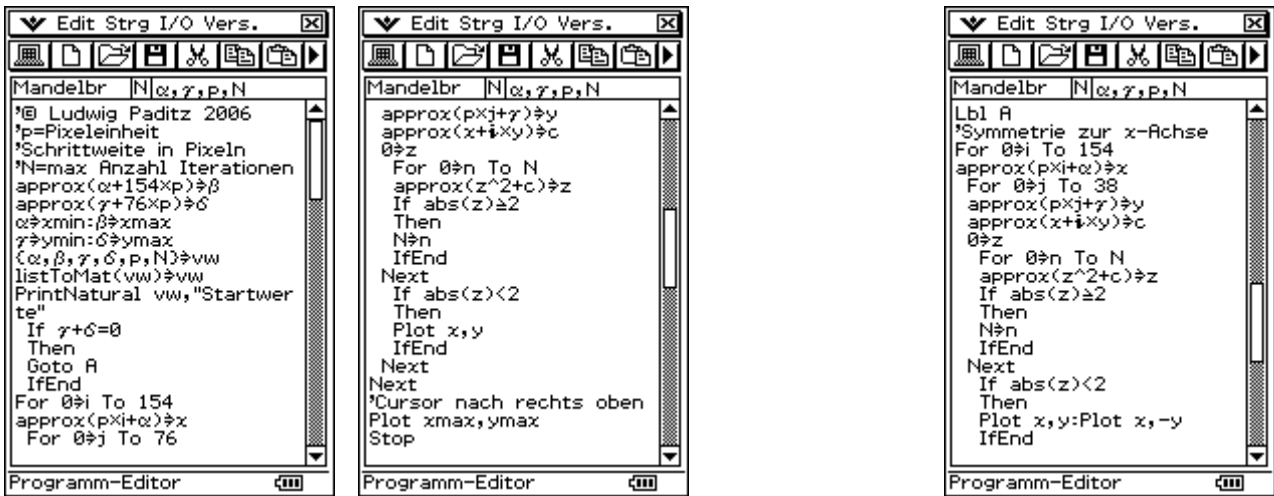 Edit Strg I/O Vers.
Mandelbr N α,γ,p,N
'© Ludwig Paditz 2006
'p=Pixeleinheit
'Schrittweite in Pixeln
'N=max Anzahl Iterationen
approx(α+154×p)⇒β
approx(γ+76×p)⇒δ
α⇒xmin:β⇒xmax
γ⇒ymin:δ⇒ymax
{α,β,γ,δ,p,N}⇒vw
listToMat(vw)⇒vw
PrintNatural vw,"Startwer
te"
If γ+δ=0
Then
Goto A
IfEnd
For 0⇒i To 154
approx(p×i+α)⇒x
For 0⇒j To 76
Programm-Editor
Edit Strg I/O Vers.
Mandelbr N α,γ,p,N
approx(p×j+γ)⇒y
approx(x+i×y)⇒c
0⇒z
For 0⇒n To N
approx(z^2+c)⇒z
If abs(z)≥2
Then
N⇒n
IfEnd
Next
If abs(z)<2
Then
Plot x,y
IfEnd
Next
Next
'Cursor nach rechts oben
Plot xmax,ymax
Stop
Programm-Editor
Edit Strg I/O Vers.
Mandelbr N α,γ,p,N
Lbl A
'Symmetrie zur x-Achse
For 0⇒i To 154
approx(p×i+α)⇒x
For 0⇒j To 38
approx(p×j+γ)⇒y
approx(x+i×y)⇒c
0⇒z
For 0⇒n To N
approx(z^2+c)⇒z
If abs(z)≥2
Then
N⇒n
IfEnd
Next
If abs(z)<2
Then
Plot x,y:Plot x,-y
IfEnd
Programm-Editor